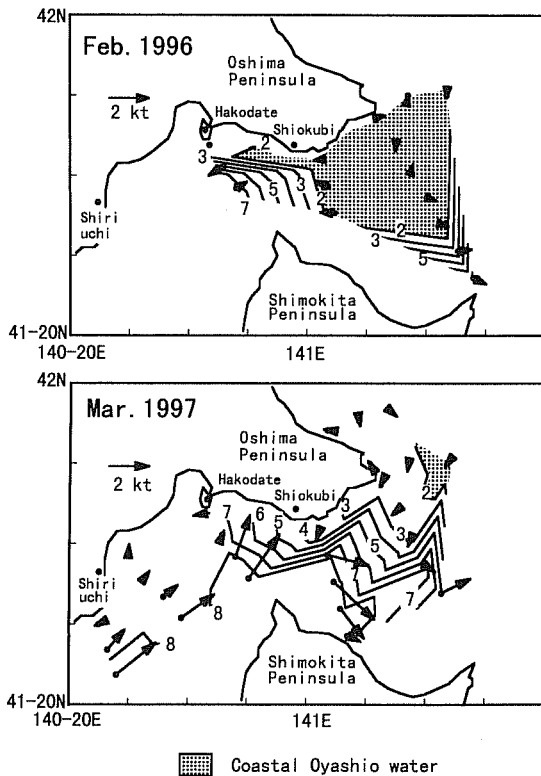 42N
Feb. 1996
Oshima
Peninsula
2 kt
Hakodate
Shiokubi
2
3
5
3
7
2
2
3
5
Shiri
uchi
Shimokita
Peninsula
41-20N
140-20E
141E
42N
Mar. 1997
Oshima
Peninsula
2 kt
Hakodate
Shiokubi
2
3
7
6
5
4
3
5
7
7
Shiri
uchi
8
8
Shimokita
Peninsula
41-20N
140-20E
141E
Coastal Oyashio water